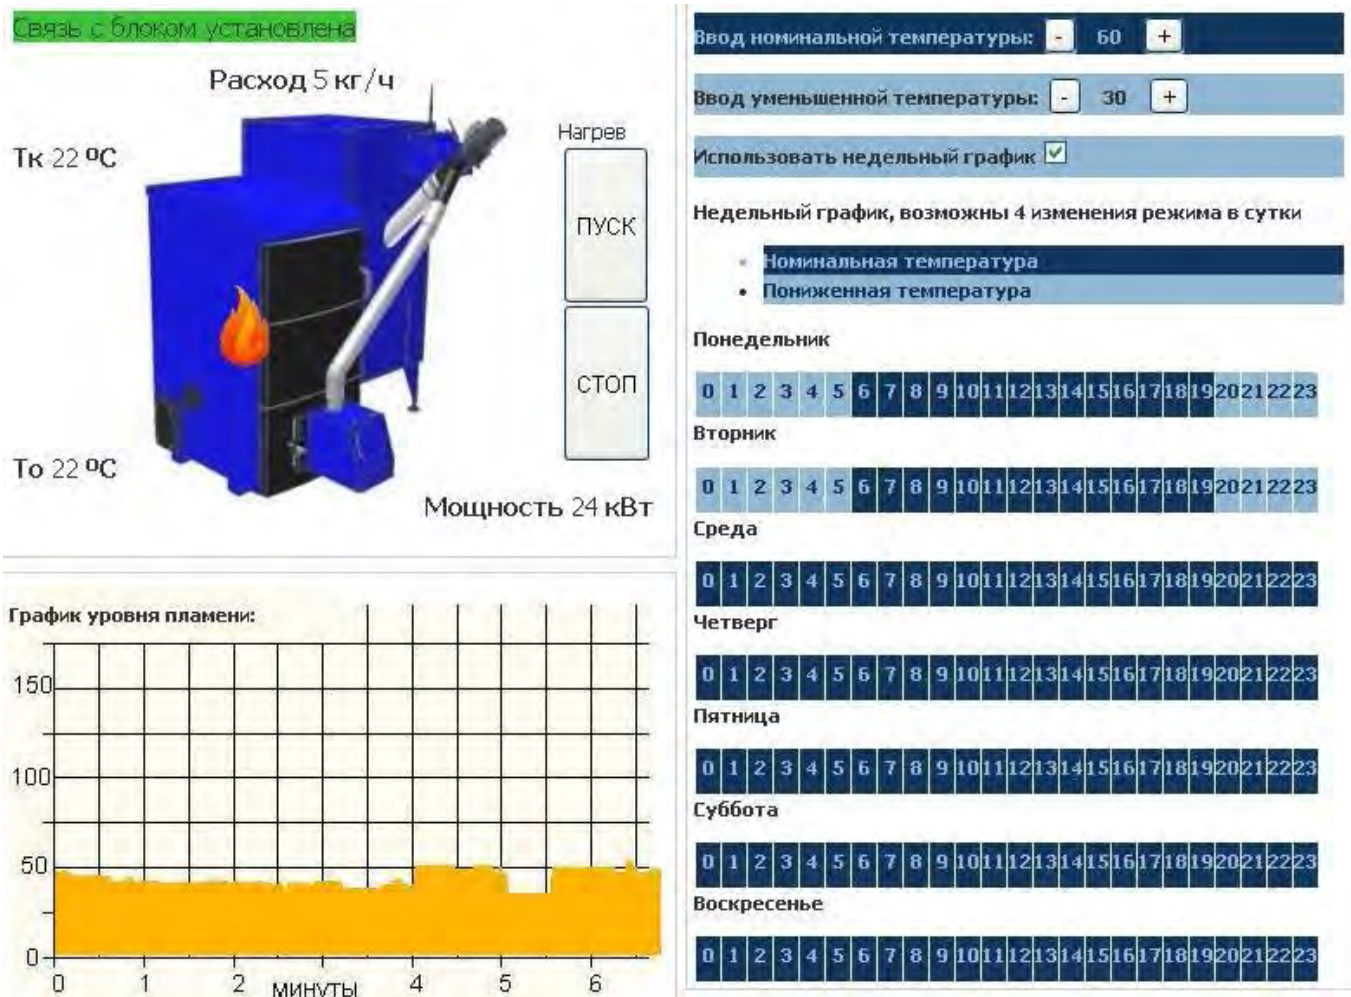 Связь с блоком установлена
Расход 5 кг/ч
Тк 22 ºС
Нагрев
ПУСК
СТОП
То 22 ºС
Мощность 24 кВт
График уровня пламени:
150
100
50
0
0 1 2 минуты 4 5 6
Ввод номинальной температуры: - 60 +
Ввод уменьшенной температуры: - 30 +
Использовать недельный график
Недельный график, возможны 4 изменения режима в сутки
Номинальная температура
Пониженная температура
Понедельник
0 1 2 3 4 5 6 7 8 9 10 11 12 13 14 15 16 17 18 19 20 21 22 23
Вторник
0 1 2 3 4 5 6 7 8 9 10 11 12 13 14 15 16 17 18 19 20 21 22 23
Среда
0 1 2 3 4 5 6 7 8 9 10 11 12 13 14 15 16 17 18 19 20 21 22 23
Четверг
0 1 2 3 4 5 6 7 8 9 10 11 12 13 14 15 16 17 18 19 20 21 22 23
Пятница
0 1 2 3 4 5 6 7 8 9 10 11 12 13 14 15 16 17 18 19 20 21 22 23
Суббота
0 1 2 3 4 5 6 7 8 9 10 11 12 13 14 15 16 17 18 19 20 21 22 23
Воскресенье
0 1 2 3 4 5 6 7 8 9 10 11 12 13 14 15 16 17 18 19 20 21 22 23